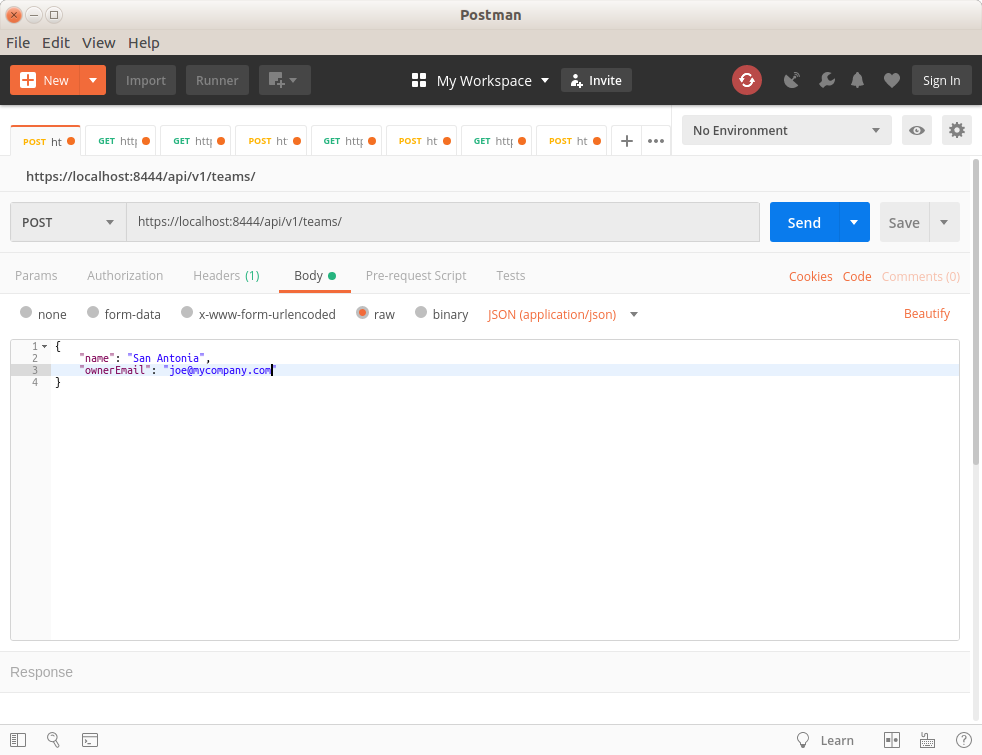 Postman
File Edit View Help
New Import Runner My Workspace Invite Sign In
POST ht GET http GET http POST ht GET http POST ht GET http POST ht + ••• No Environment
https://localhost:8444/api/v1/teams/
POST https://localhost:8444/api/v1/teams/ Send Save
Params Authorization Headers (1) Body Pre-request Script Tests Cookies Code Comments (0)
none form-data x-www-form-urlencoded raw binary JSON (application/json) Beautify
1 {
2 "name": "San Antonia",
3 "ownerEmail": "joe@mycompany.com"
4 }
Response
Learn ?